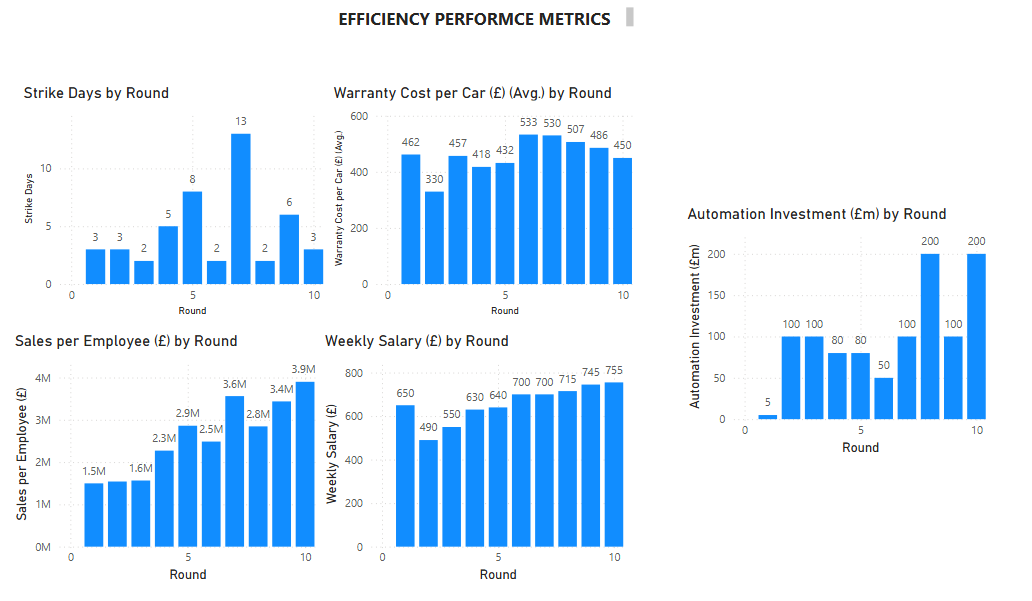 EFFICIENCY PERFORMCE METRICS
Strike Days by Round
Strike Days
10
5
0
3
3
2
5
8
2
13
2
6
3
0
5
10
Round
Warranty Cost per Car (£) (Avg.) by Round
Warranty Cost per Car (£) (Avg.)
600
400
200
0
462
330
457
418
432
533
530
507
486
450
0
5
10
Round
Sales per Employee (£) by Round
Sales per Employee (£)
4M
3M
2M
1M
0M
1.5M
1.6M
2.3M
2.9M
2.5M
3.6M
2.8M
3.4M
3.9M
0
5
10
Round
Weekly Salary (£) by Round
Weekly Salary (£)
800
600
400
200
0
650
490
550
630
640
700
700
715
745
755
0
5
10
Round
Automation Investment (£m) by Round
Automation Investment (£m)
200
150
100
50
0
5
100
100
80
80
50
100
200
100
200
0
5
10
Round